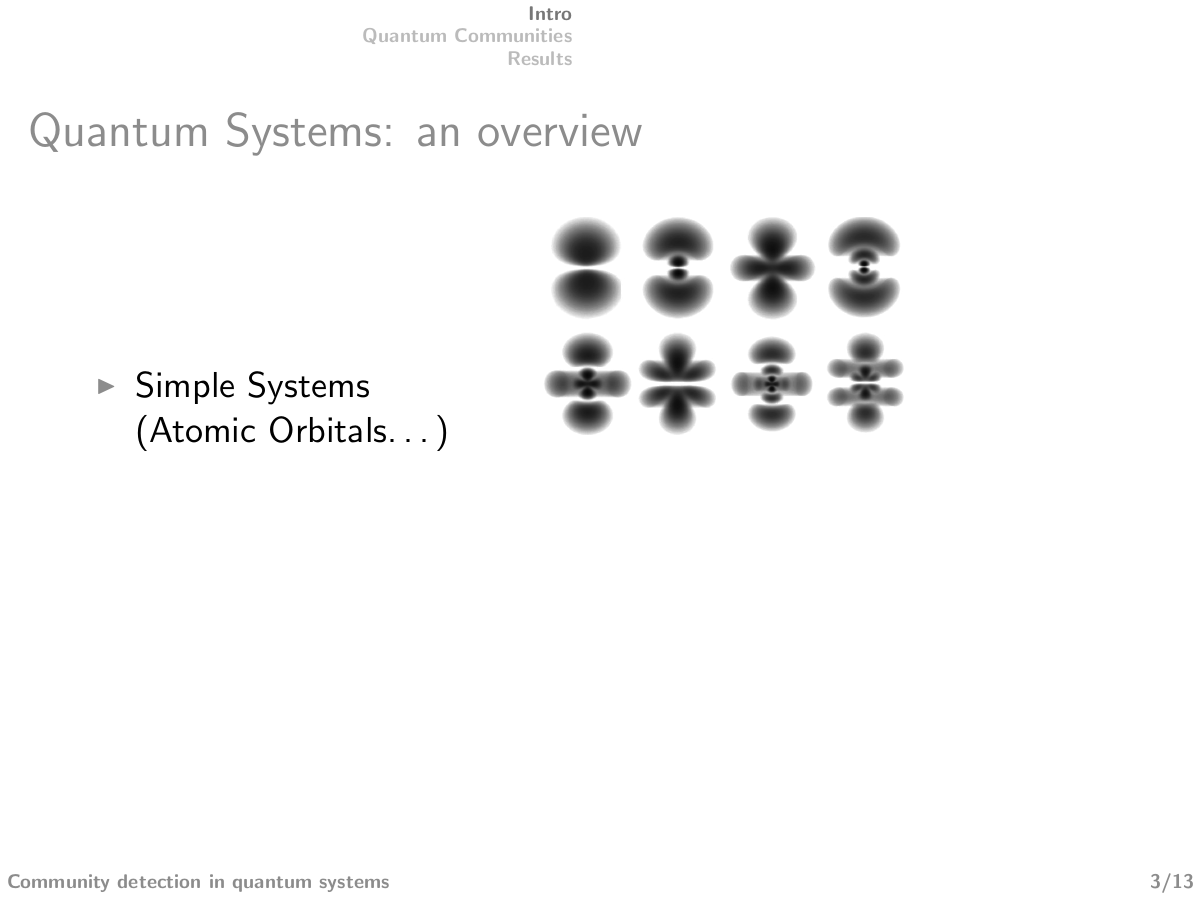 Intro
Quantum Communities
Results
Quantum Systems: an overview
▶ Simple Systems
(Atomic Orbitals. . . )
Community detection in quantum systems
3/13